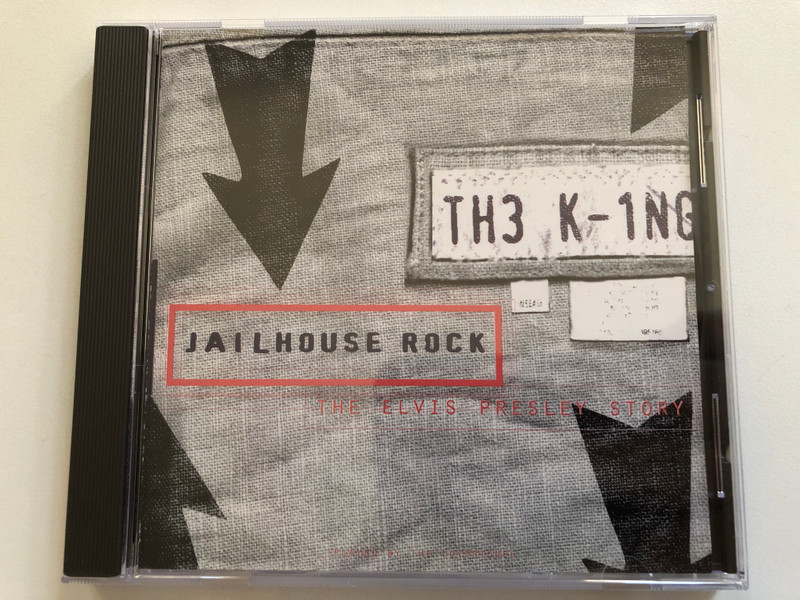 TH3 K-1NG
JAILHOUSE ROCK
THE ELVIS PRESLEY STORY